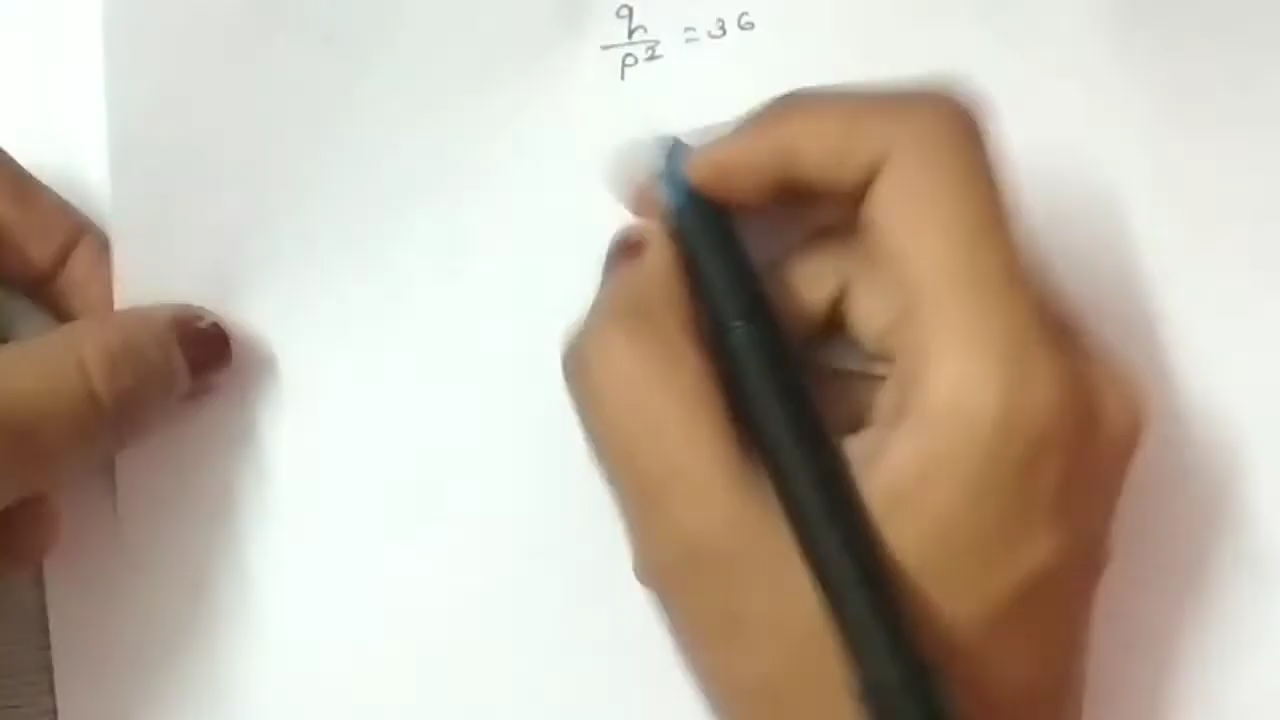 q/p² = 36